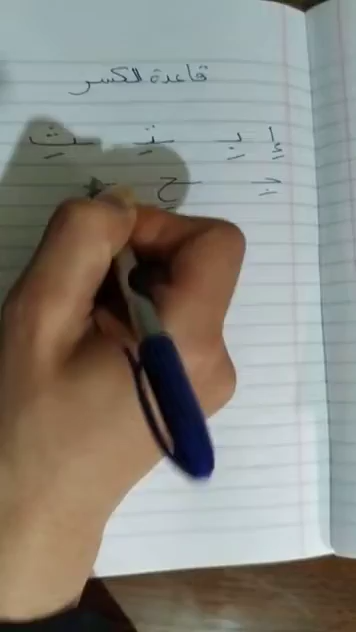 قاعدة الكسر
إِ بِ تِ ثِ
جِ حِ